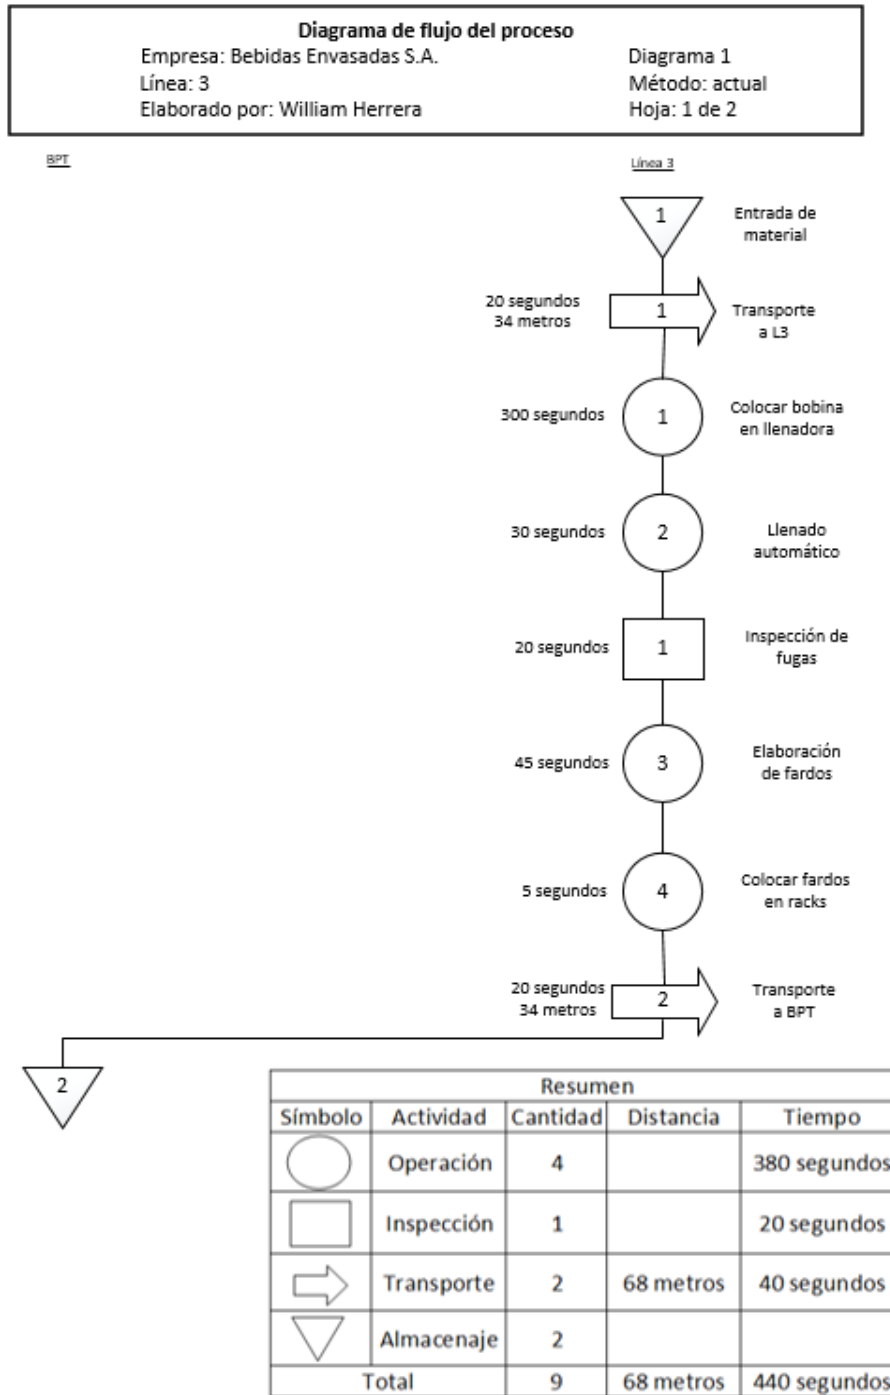 Diagrama de flujo del proceso
Empresa: Bebidas Envasadas S.A.
Diagrama 1
Línea: 3
Método: actual
Elaborado por: William Herrera
Hoja: 1 de 2
BPT
Línea 3
1
Entrada de
material
20 segundos
34 metros
1
Transporte
a L3
300 segundos
1
Colocar bobina
en llenadora
30 segundos
2
Llenado
automático
20 segundos
1
Inspección de
fugas
45 segundos
3
Elaboración
de fardos
5 segundos
4
Colocar fardos
en racks
20 segundos
34 metros
2
Transporte
a BPT
2
Resumen
Símbolo Actividad Cantidad Distancia Tiempo
Operación 4 380 segundos
Inspección 1 20 segundos
Transporte 2 68 metros 40 segundos
Almacenaje 2
Total 9 68 metros 440 segundos